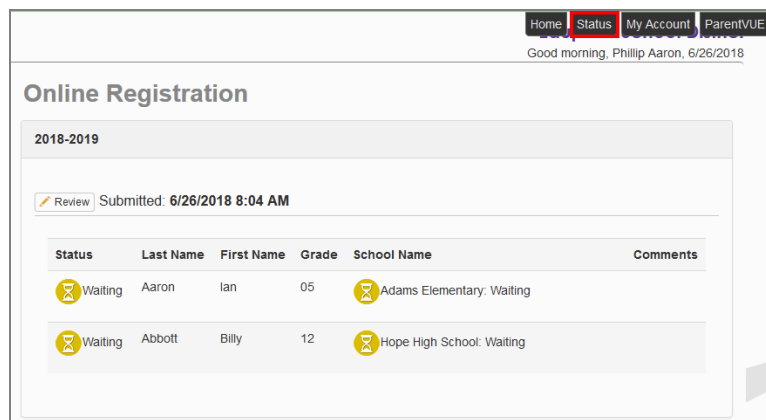 Home Status My Account ParentVUE
Good morning, Phillip Aaron, 6/26/2018
Online Registration
2018-2019
Review Submitted: 6/26/2018 8:04 AM
Status Last Name First Name Grade School Name Comments
Waiting Aaron Ian 05 Adams Elementary: Waiting
Waiting Abbott Billy 12 Hope High School: Waiting